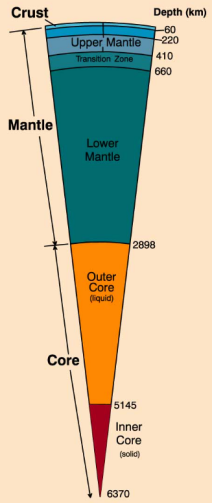 Crust
Depth (km)
60
Upper Mantle
220
Transition Zone
410
660
Mantle
Lower
Mantle
2898
Outer
Core
(liquid)
Core
5145
Inner
Core
(solid)
6370